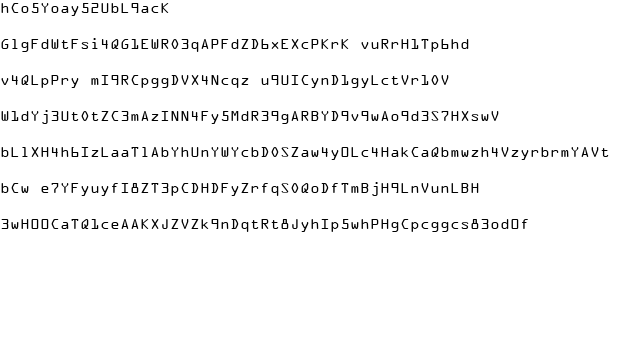 hCo5Yoay52UbL9acK
GlgFdWtFsi4QG1EWR03qAPFdZD6xEXcPKrK vuRrH1Tp6hd
v4QLpPry mI9RCpggDVX4Ncqz u9UICynD1gyLctVr10V
W1dYj3Ut0tZC3mAzINN4Fy5MdR39gARBYD9v9wAo9d3S7HXswV
bL1XH4h6IzLaaT1AbYhUnYWYcbD0SZaw4yOLc4HakCaQbmwzh4VzyrbrmYAVt
bCw e7YFyuyfI8ZT3pCDHDFyZrfqS0QoDfTmBjH9LnVunLBH
3wHOOCaTQ1ceAAKXJZVZk9nDqtRt8JyhIp5whPHgCpcggcs83odOf